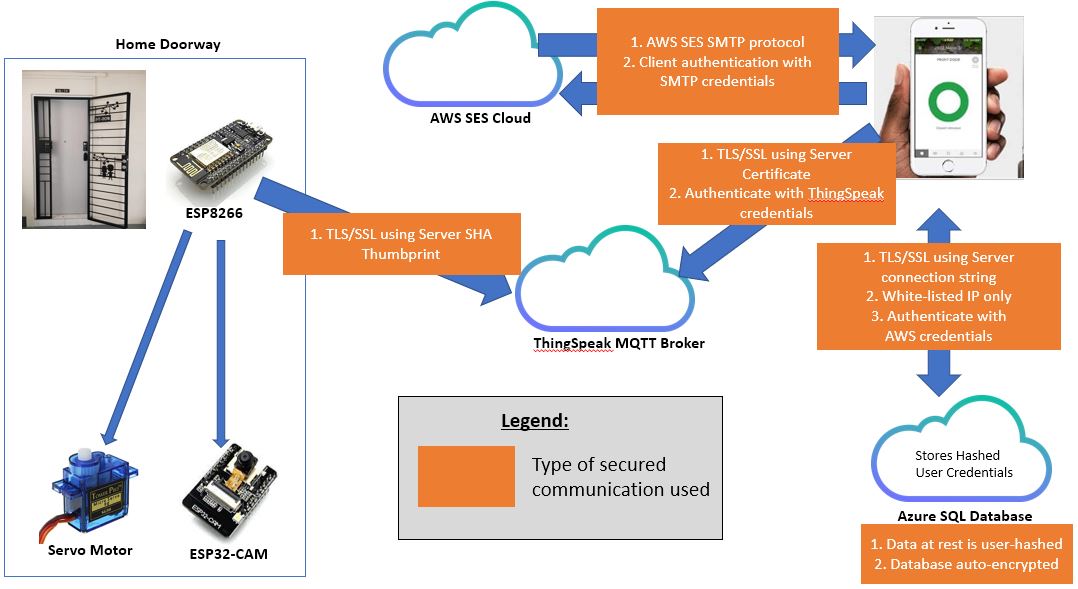 Home Doorway
ESP8266
Servo Motor
ESP32-CAM
ESP32-CAM
1. TLS/SSL using Server SHA
Thumbprint
AWS SES Cloud
1. AWS SES SMTP protocol
2. Client authentication with
SMTP credentials
1. TLS/SSL using Server
Certificate
2. Authenticate with ThingSpeak
credentials
ThingSpeak MQTT Broker
1. TLS/SSL using Server
connection string
2. White-listed IP only
3. Authenticate with
AWS credentials
Legend:
Type of secured
communication used
Stores Hashed
User Credentials
Azure SQL Database
1. Data at rest is user-hashed
2. Database auto-encrypted